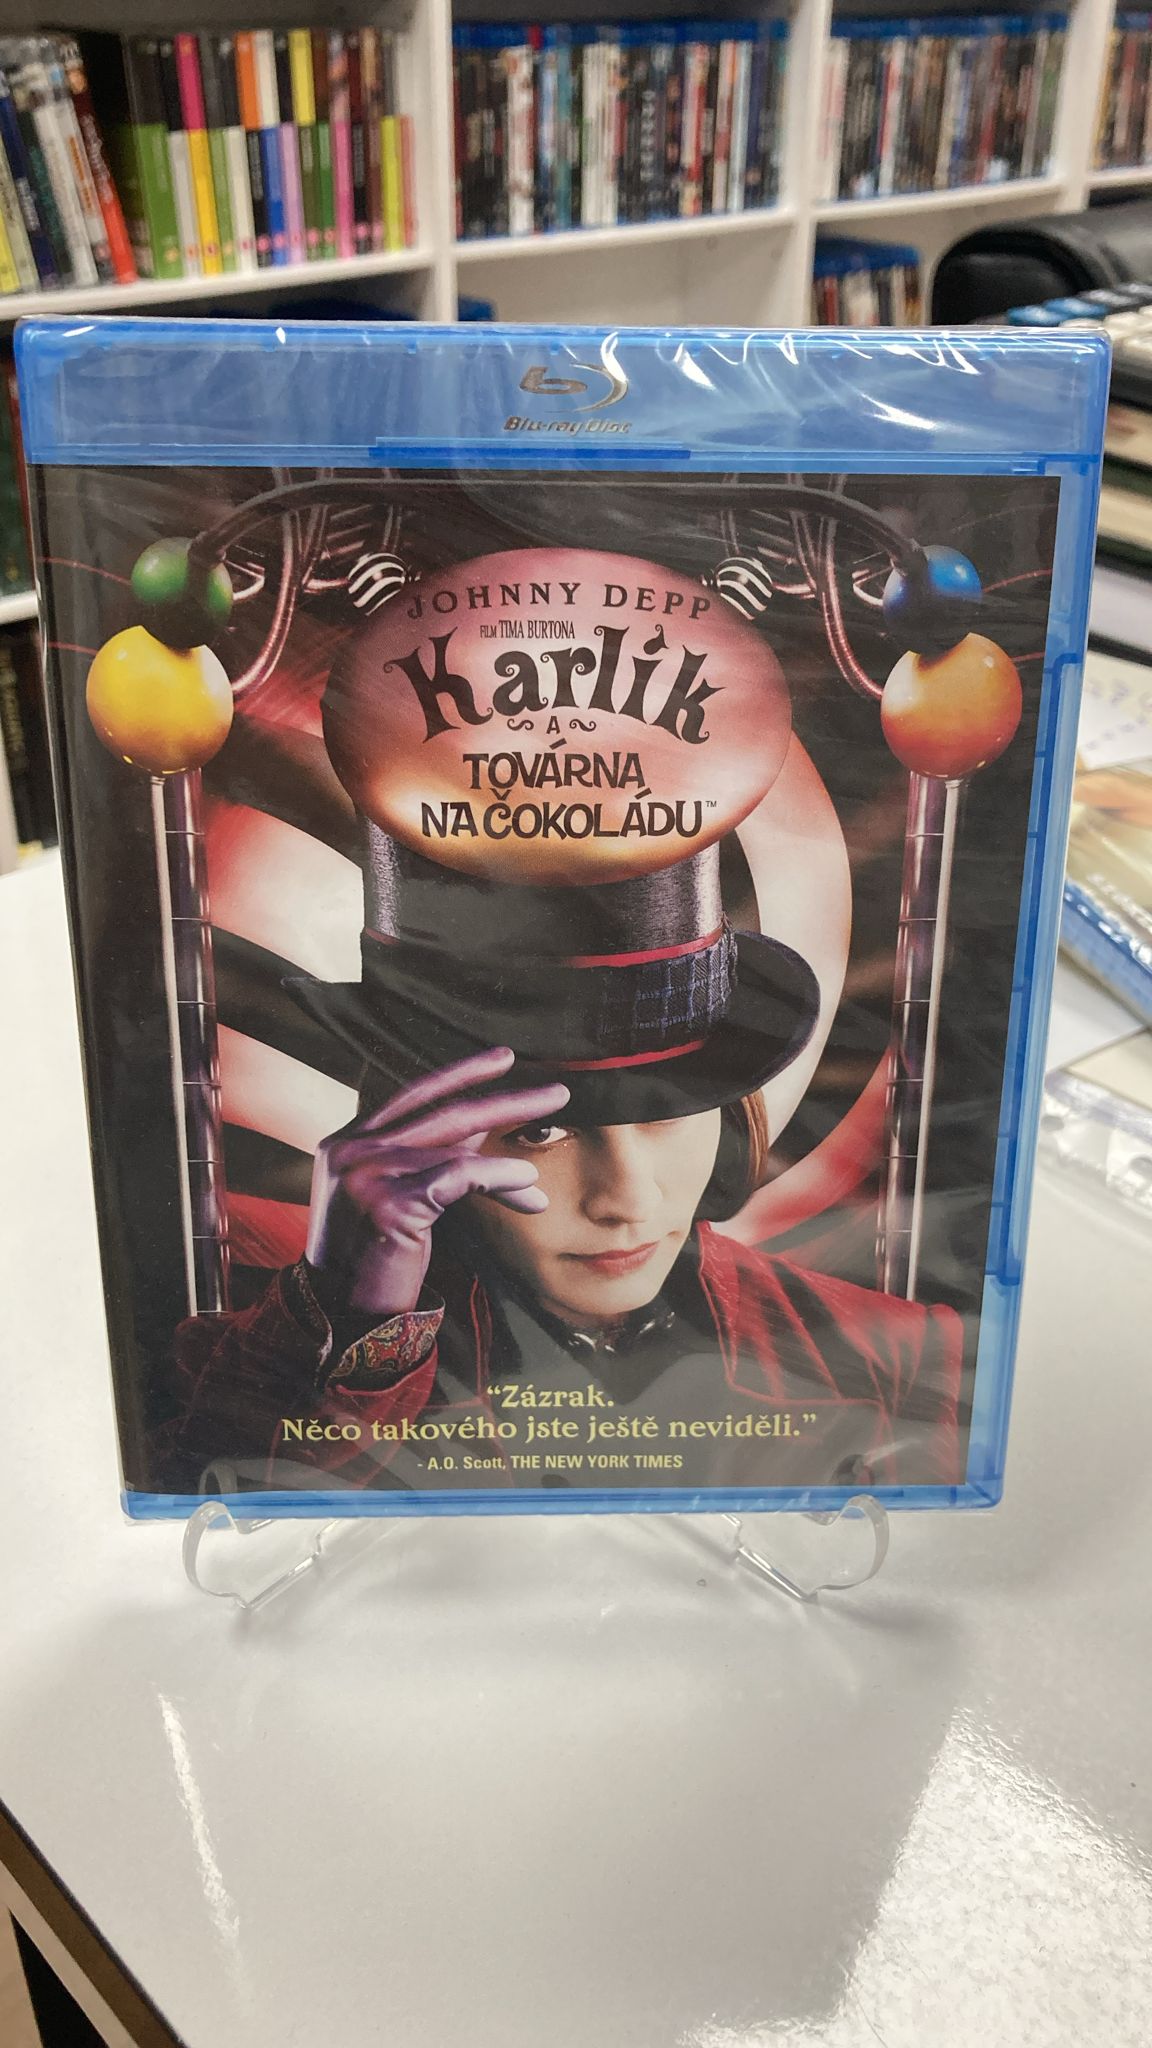 Blu-ray Disc
JOHNNY DEPP
FILM TIMA BURTONA
Karlík
A
TOVÁRNA
NA ČOKOLÁDU™
“Zázrak.
Něco takového jste ještě neviděli.”
- A.O. Scott, THE NEW YORK TIMES